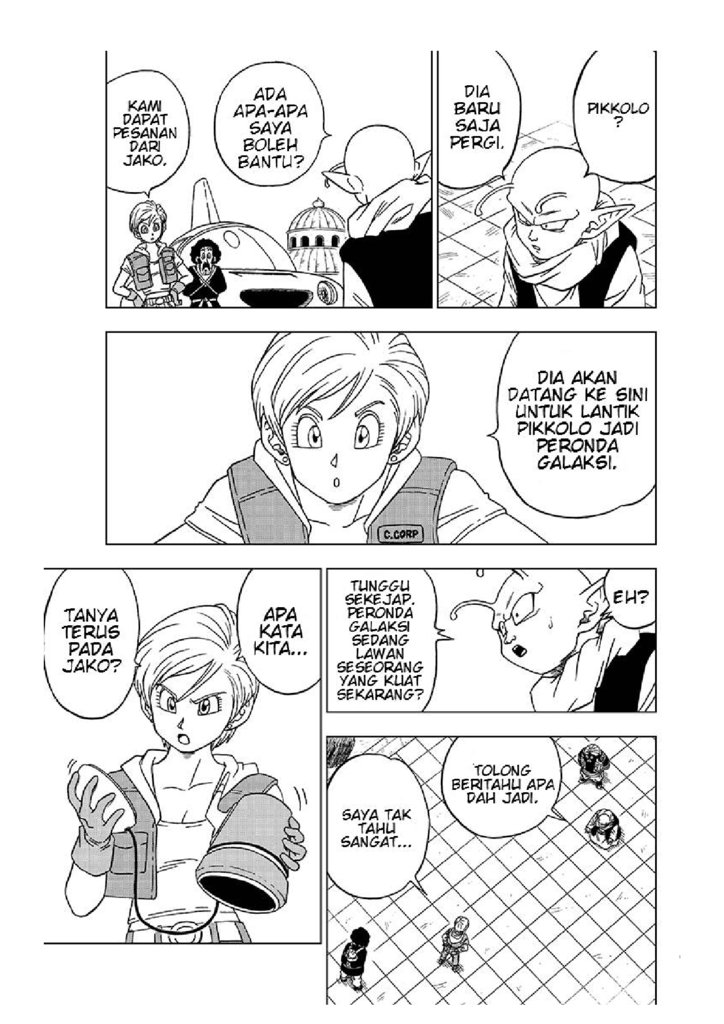 PIKKOLO
?
DIA
BARU
SAJA
PERGI.
ADA
APA-APA
SAYA
BOLEH
BANTU?
KAMI
DAPAT
PESANAN
DARI
JAKO.
DIA AKAN
DATANG KE SINI
UNTUK LANTIK
PIKKOLO JADI
PERONDA
GALAKSI.
C.CORP
EH?
TUNGGU
SEKEJAP.
PERONDA
GALAKSI
SEDANG
LAWAN
SESEORANG
YANG KUAT
SEKARANG?
TOLONG
BERITAHU APA
DAH JADI.
SAYA TAK
TAHU
SANGAT...
APA
KATA
KITA...
TANYA
TERUS
PADA
JAKO?